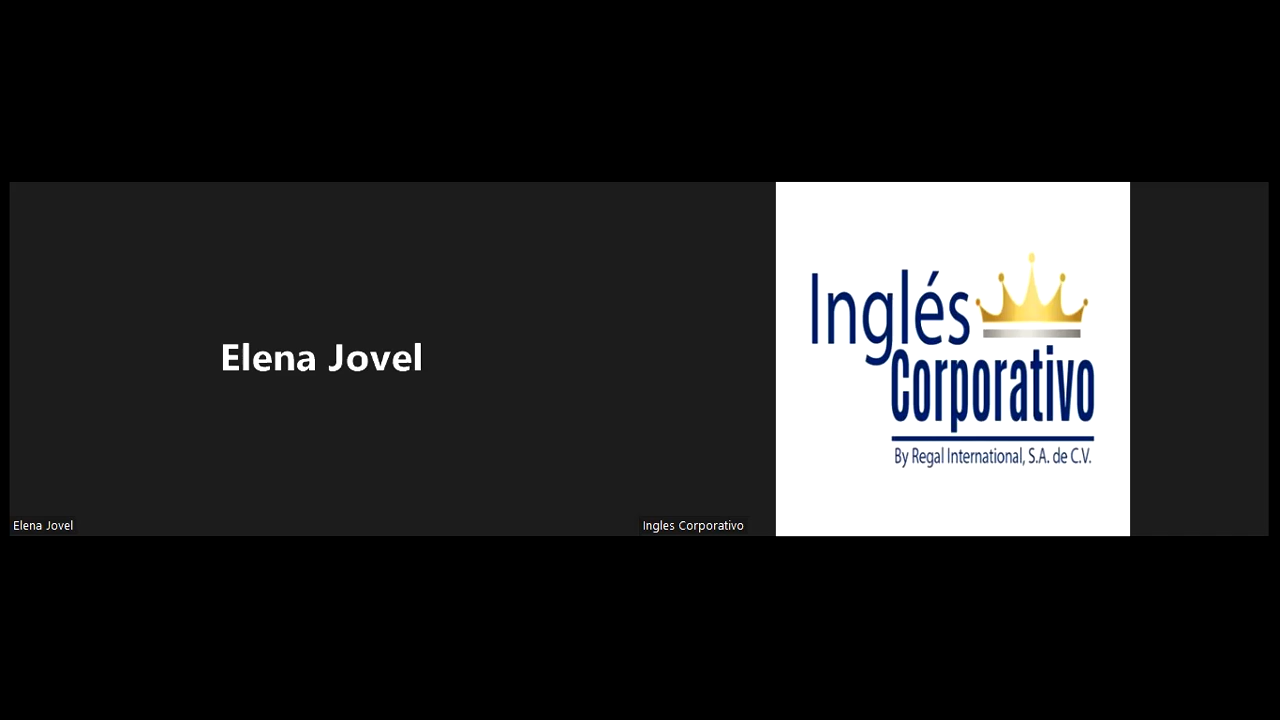 Elena Jovel
Elena Jovel
Inglés
Corporativo
By Regal International, S.A. de C.V.
Ingles Corporativo